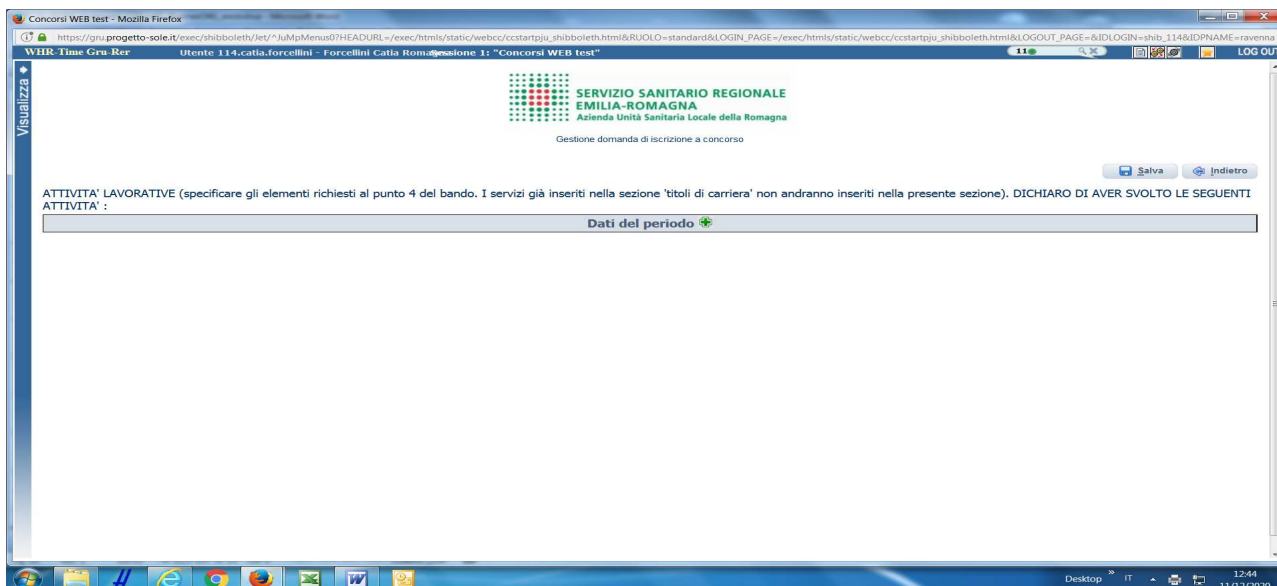 Concorsi WEB test - Mozilla Firefox
https://gru.progetto-sole.it/exec/shibboleth/Jet/^JuMpMenus0?HEADURL=/exec/htmls/static/webcc/ccstartpju_shibboleth.html&RUOLO=standard&LOGIN_PAGE=/exec/htmls/static/webcc/ccstartpju_shibboleth.html&LOGOUT_PAGE=&IDLOGIN=shib_114&IDPNAME=ravenna
WHR-Time Gru-Rer Utente 114.catia.forcellini - Forcellini Catia 1: "Concorsi WEB test" 11 LOG OUT
Visualizza
SERVIZIO SANITARIO REGIONALE
EMILIA-ROMAGNA
Azienda Unità Sanitaria Locale della Romagna
Gestione domanda di iscrizione a concorso
Salva Indietro
ATTIVITA' LAVORATIVE (specificare gli elementi richiesti al punto 4 del bando. I servizi già inseriti nella sezione 'titoli di carriera' non andranno inseriti nella presente sezione). DICHIARO DI AVER SVOLTO LE SEGUENTI
ATTIVITA' :
Dati del periodo
Desktop » IT 12:44
11/12/2020